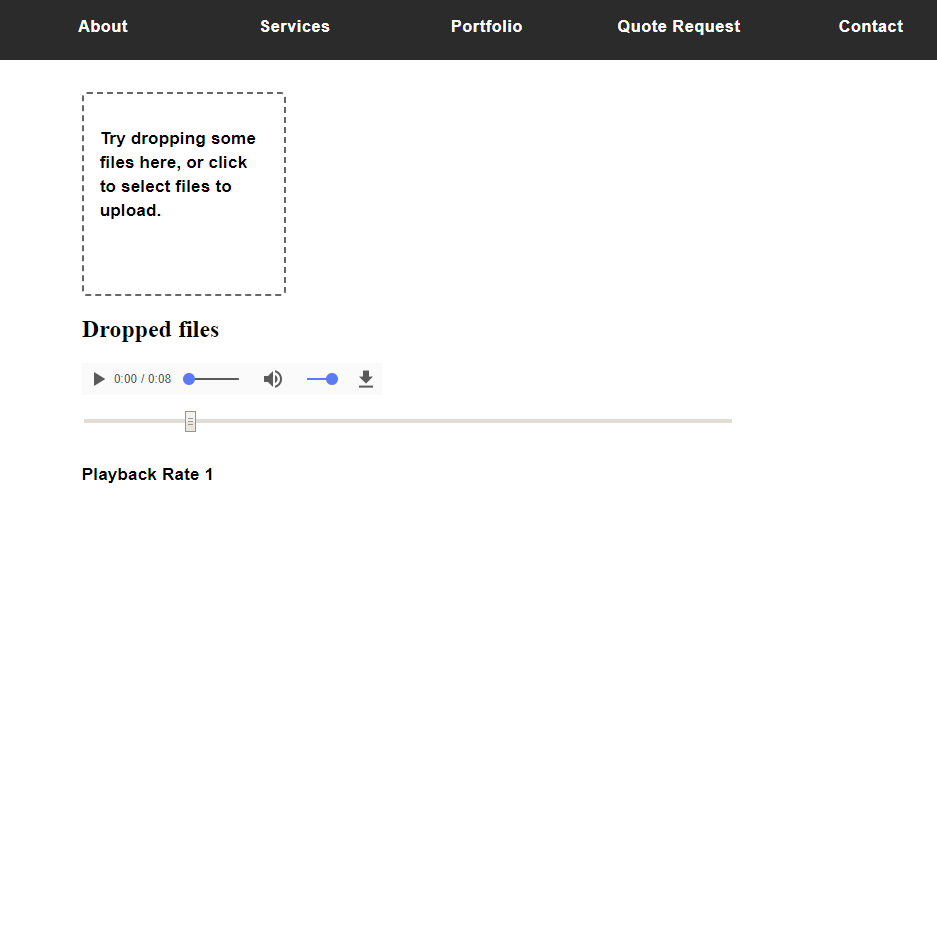 About Services Portfolio Quote Request Contact
Try dropping some
files here, or click
to select files to
upload.
Dropped files
0:00 / 0:08
Playback Rate 1